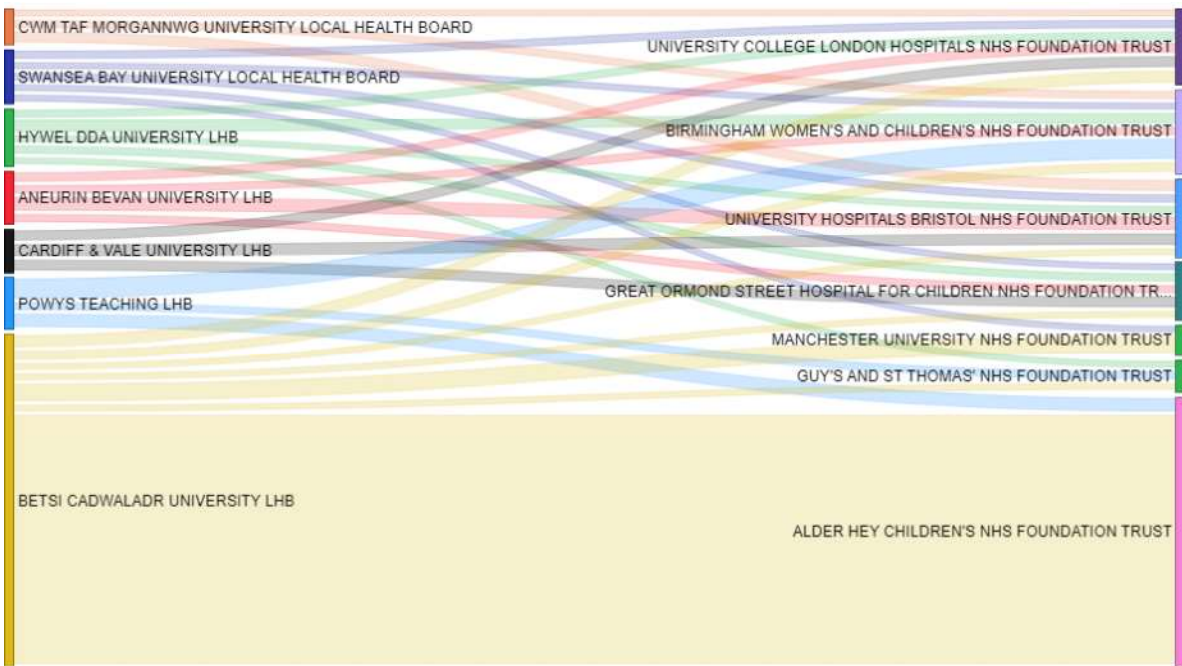 CWM TAF MORGANNWG UNIVERSITY LOCAL HEALTH BOARD
SWANSEA BAY UNIVERSITY LOCAL HEALTH BOARD
HYWEL DDA UNIVERSITY LHB
ANEURIN BEVAN UNIVERSITY LHB
CARDIFF & VALE UNIVERSITY LHB
POWYS TEACHING LHB
BETSI CADWALADR UNIVERSITY LHB
UNIVERSITY COLLEGE LONDON HOSPITALS NHS FOUNDATION TRUST
BIRMINGHAM WOMEN'S AND CHILDREN'S NHS FOUNDATION TRUST
UNIVERSITY HOSPITALS BRISTOL NHS FOUNDATION TRUST
GREAT ORMOND STREET HOSPITAL FOR CHILDREN NHS FOUNDATION TR...
MANCHESTER UNIVERSITY NHS FOUNDATION TRUST
GUY'S AND ST THOMAS' NHS FOUNDATION TRUST
ALDER HEY CHILDREN'S NHS FOUNDATION TRUST